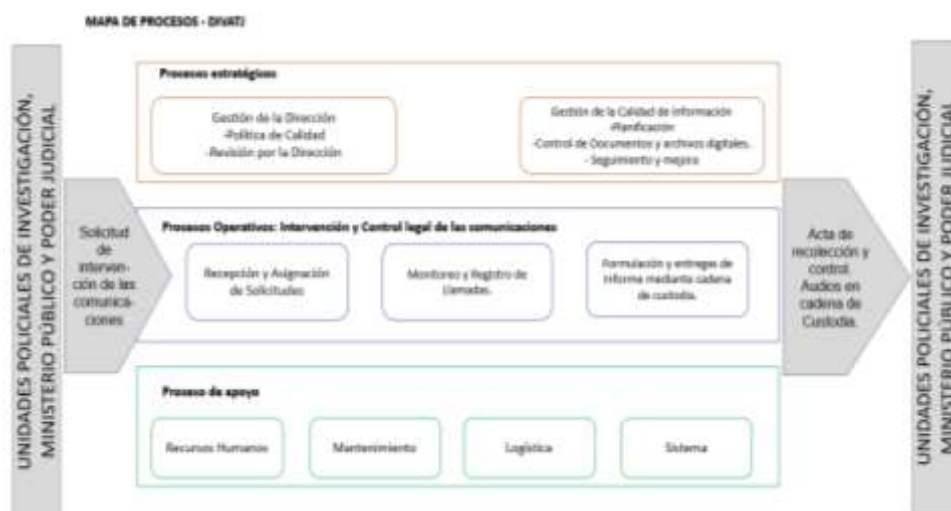 MAPA DE PROCESOS - DIVATJ
UNIDADES POLICIALES DE INVESTIGACIÓN,
MINISTERIO PÚBLICO Y PODER JUDICIAL
Solicitud
de
interven-
ción de las
comunica-
ciones
Procesos estratégicos
Gestión de la Dirección
-Política de Calidad
-Revisión por la Dirección
Gestión de la Calidad de Información
-Planificación
-Control de Documentos y archivos digitales.
- Seguimiento y mejora
Procesos Operativos: Intervención y Control legal de las comunicaciones
Recepción y Asignación
de Solicitudes
Monitoreo y Registro de
Llamadas.
Formulación y entregas de
Informe mediante cadena
de custodia.
Proceso de apoyo
Recursos Humanos
Mantenimiento
Logística
Sistema
Acta de
recolección y
control.
Audios en
cadena de
Custodia.
UNIDADES POLICIALES DE INVESTIGACIÓN,
MINISTERIO PÚBLICO Y PODER JUDICIAL